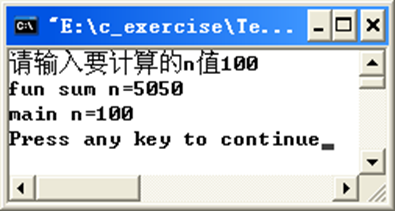 "E:\c_exercise\Te...
请输入要计算的n值100
fun sum n=5050
main n=100
Press any key to continue_